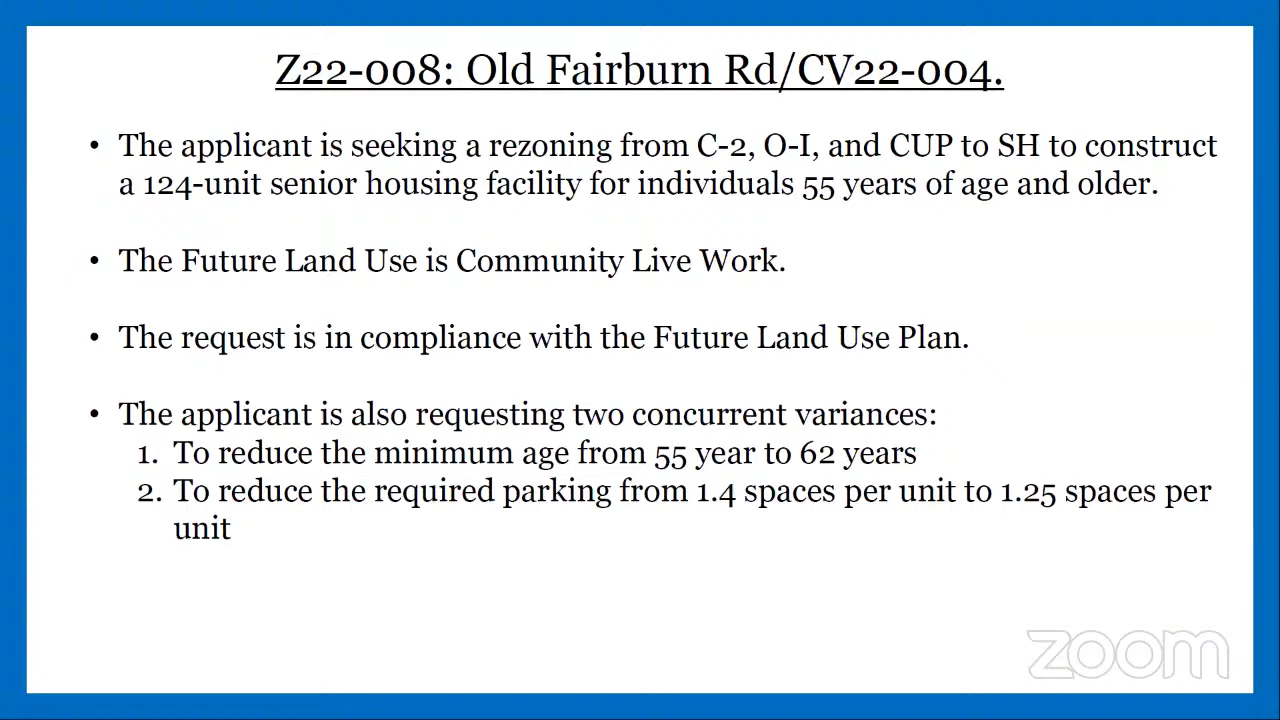 Z22-008: Old Fairburn Rd/CV22-004.
• The applicant is seeking a rezoning from C-2, O-I, and CUP to SH to construct
a 124-unit senior housing facility for individuals 55 years of age and older.
• The Future Land Use is Community Live Work.
• The request is in compliance with the Future Land Use Plan.
• The applicant is also requesting two concurrent variances:
1. To reduce the minimum age from 55 year to 62 years
2. To reduce the required parking from 1.4 spaces per unit to 1.25 spaces per
unit
zoom